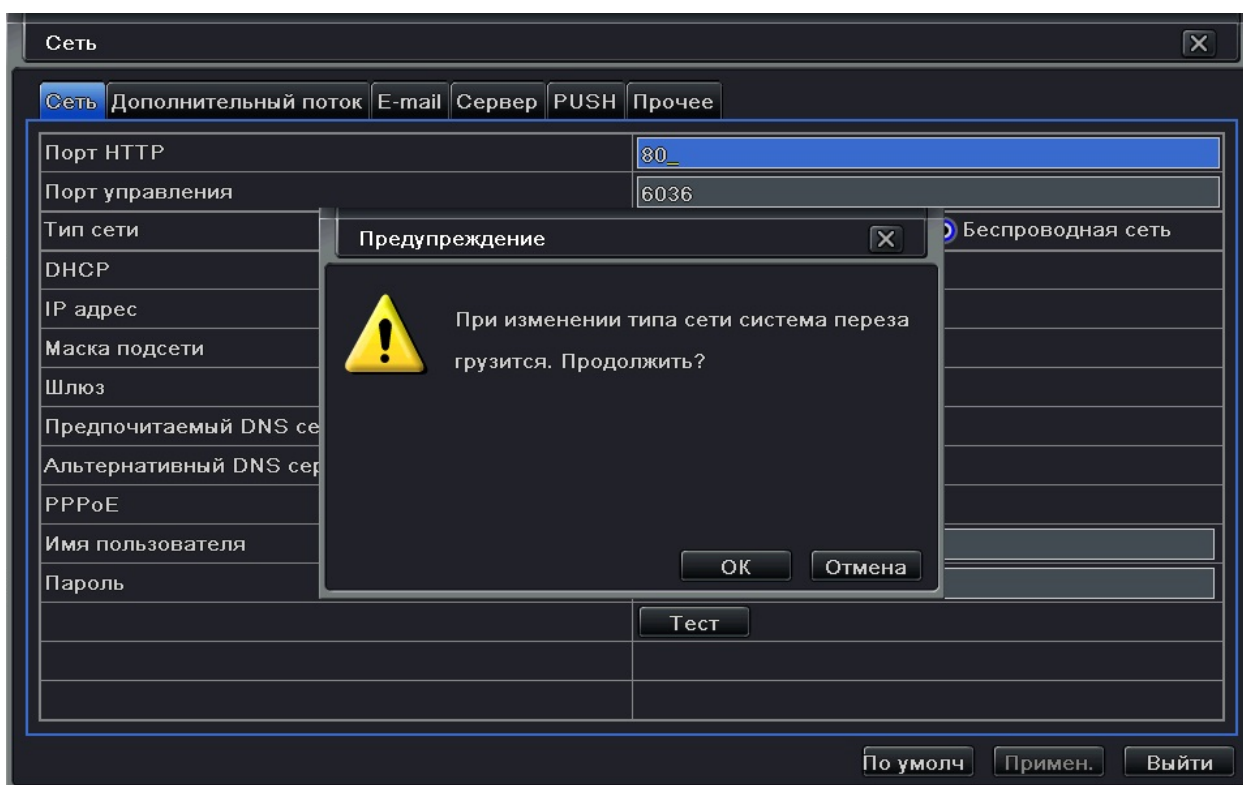 Сеть
Сеть Дополнительный поток E-mail Сервер PUSH Прочее
Порт HTTP 80_
Порт управления 6036
Тип сети Беспроводная сеть
DHCP
IP адрес
Маска подсети
Шлюз
Предпочитаемый DNS се
Альтернативный DNS сер
PPPoE
Имя пользователя
Пароль
Тест
Предупреждение
При изменении типа сети система переза
грузится. Продолжить?
OK Отмена
По умолч Примен. Выйти